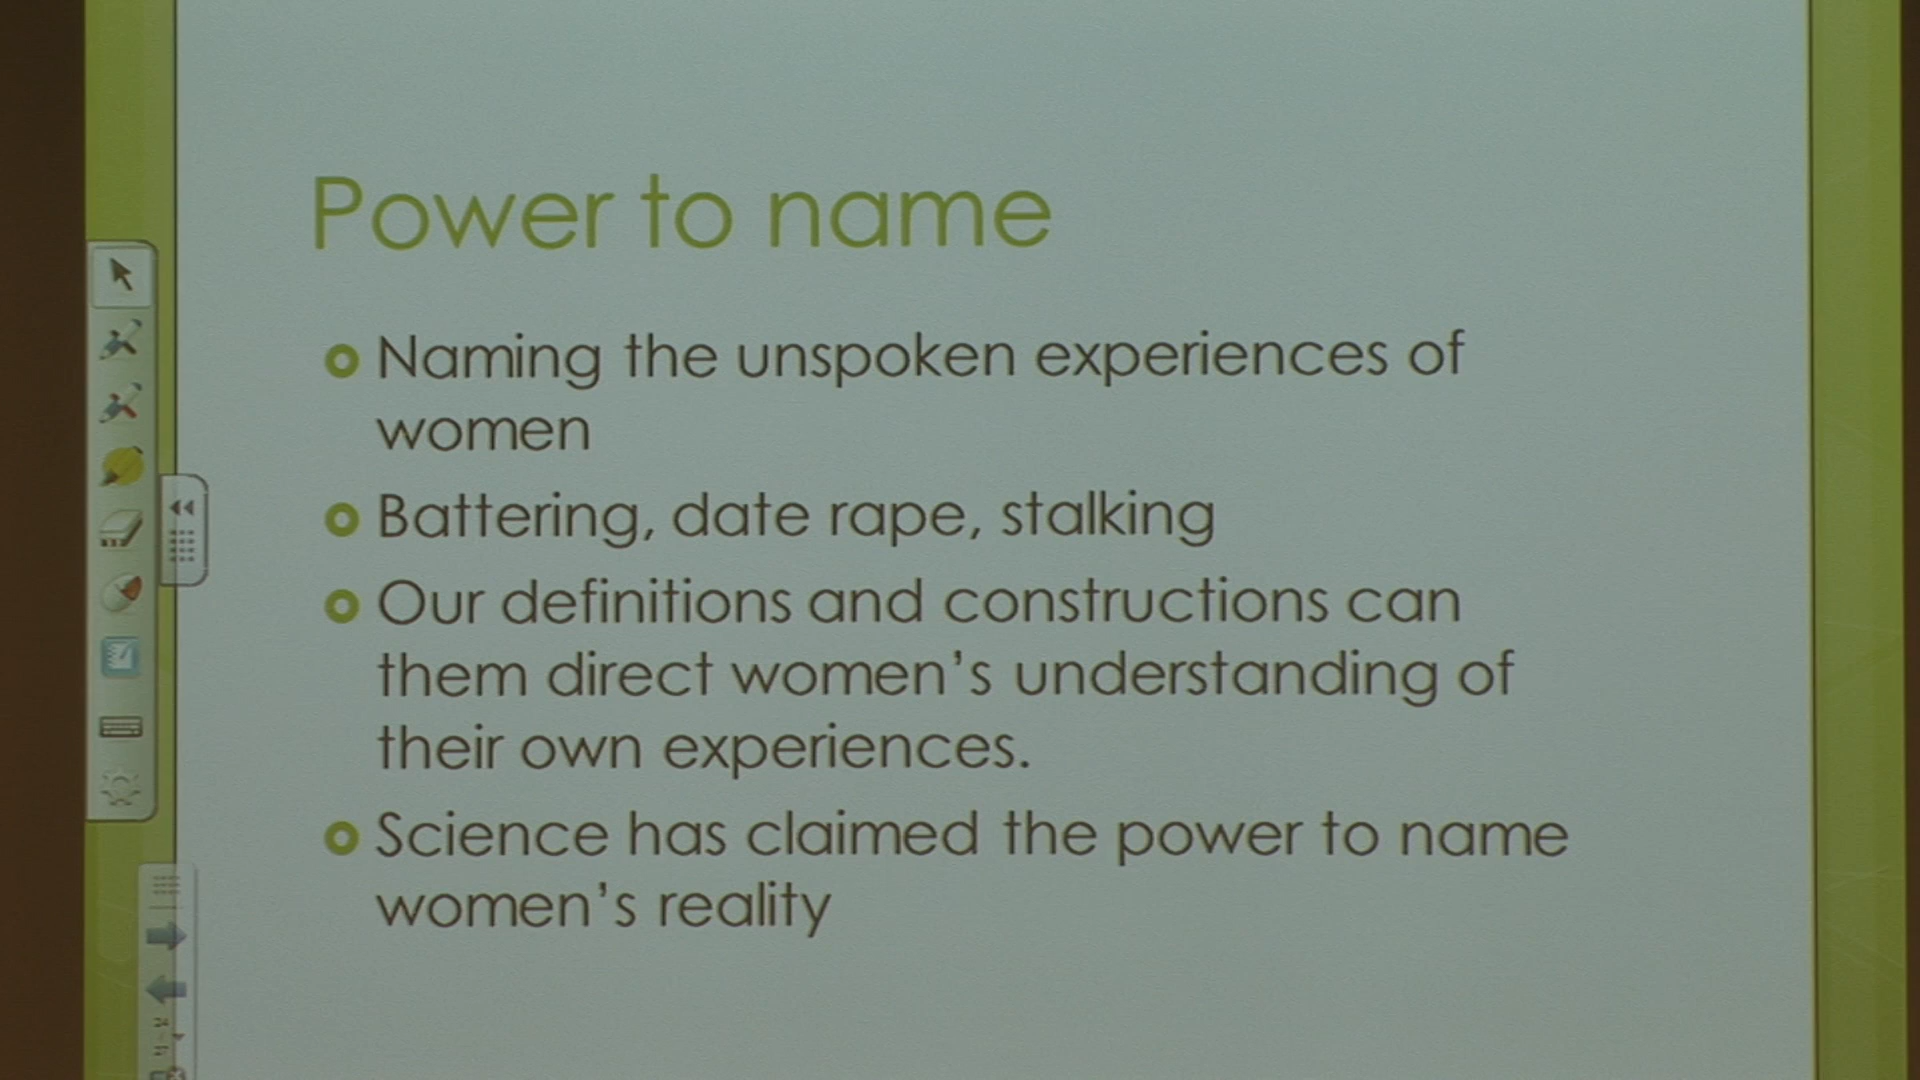 Power to name
Naming the unspoken experiences of
women
Battering, date rape, stalking
Our definitions and constructions can
them direct women's understanding of
their own experiences.
Science has claimed the power to name
women's reality